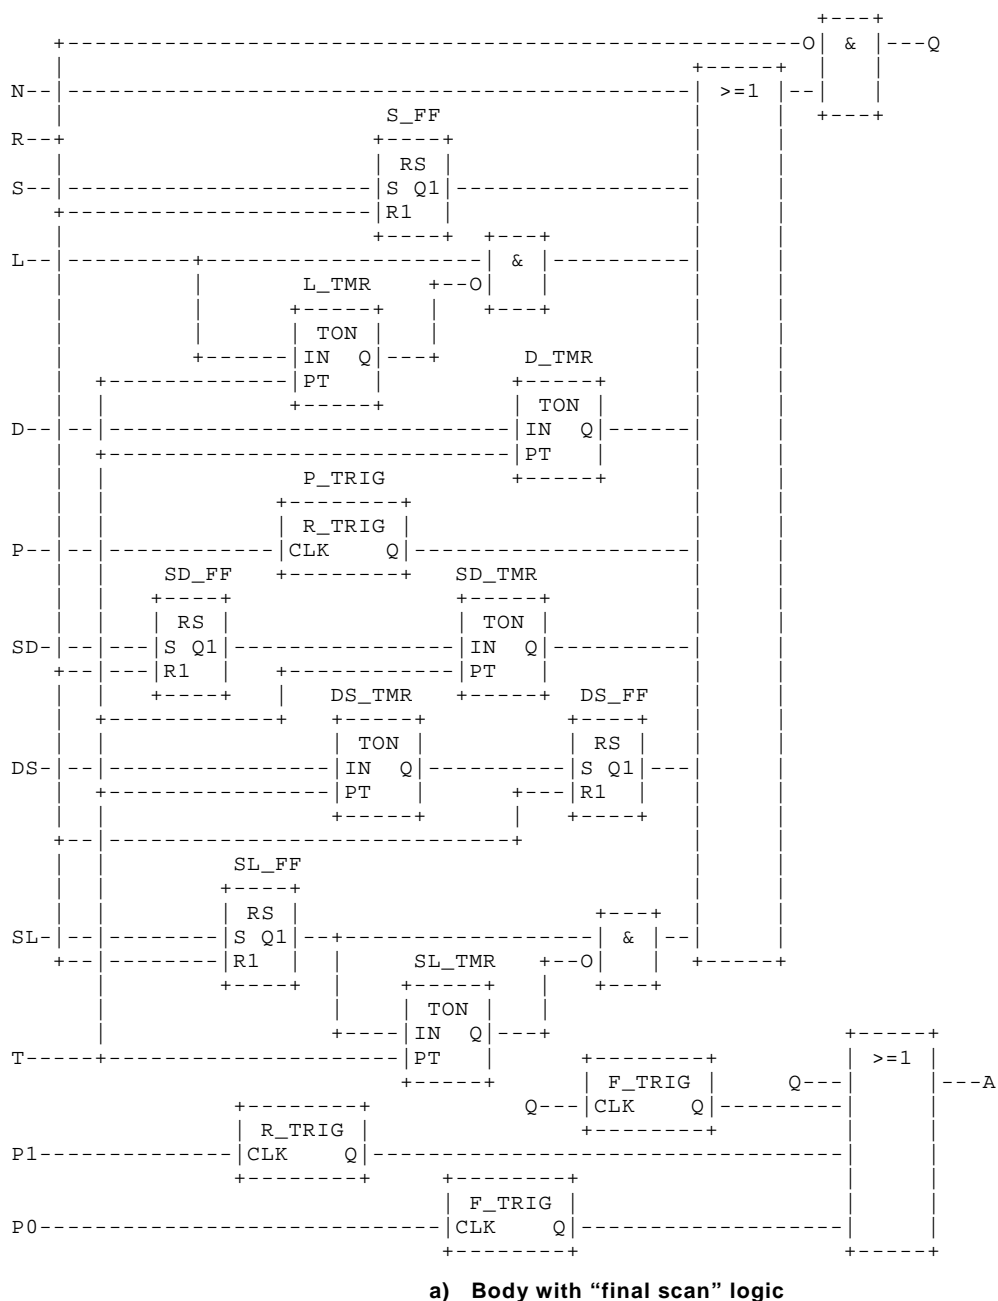 O & Q
N >=1
S_FF
R
RS
S S Q1
R1
L &
L_TMR O
TON
IN Q D_TMR
PT
TON
D IN Q
PT
P_TRIG
R_TRIG
P CLK Q
SD_FF SD_TMR
RS TON
SD S Q1 IN Q
R1 PT
DS_TMR DS_FF
TON RS
DS IN Q S Q1
PT R1
SL_FF
RS
SL S Q1 &
R1 SL_TMR O
TON
IN Q
T PT >=1
F_TRIG Q A
Q CLK Q
R_TRIG
P1 CLK Q
F_TRIG
P0 CLK Q
a) Body with “final scan” logic